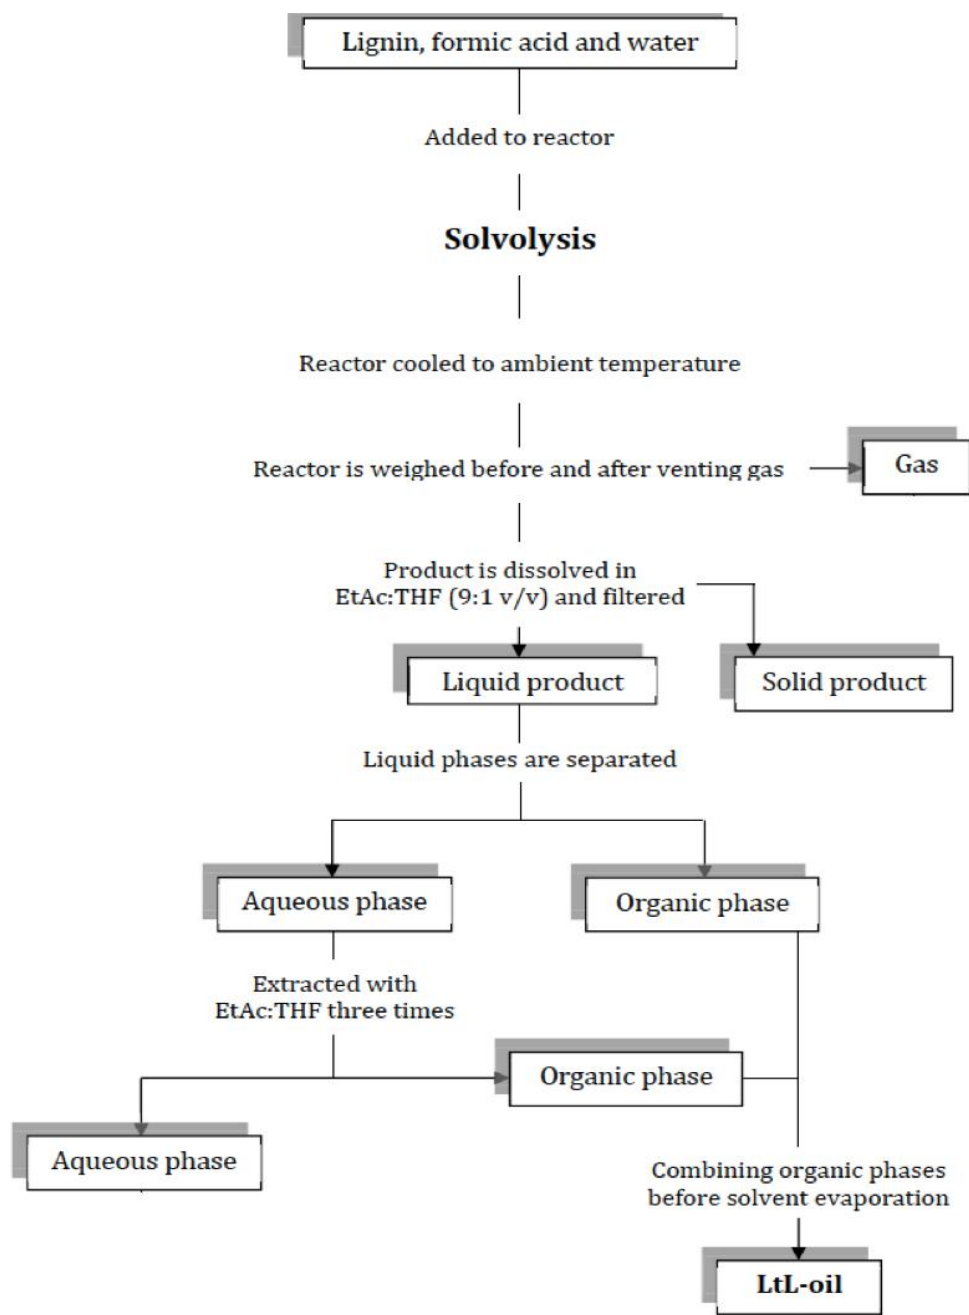 Lignin, formic acid and water
Added to reactor
Solvolysis
Reactor cooled to ambient temperature
Reactor is weighed before and after venting gas
Gas
Product is dissolved in
EtAc:THF (9:1 v/v) and filtered
Liquid product
Solid product
Liquid phases are separated
Aqueous phase
Organic phase
Extracted with
EtAc:THF three times
Organic phase
Aqueous phase
Combining organic phases
before solvent evaporation
LtL-oil